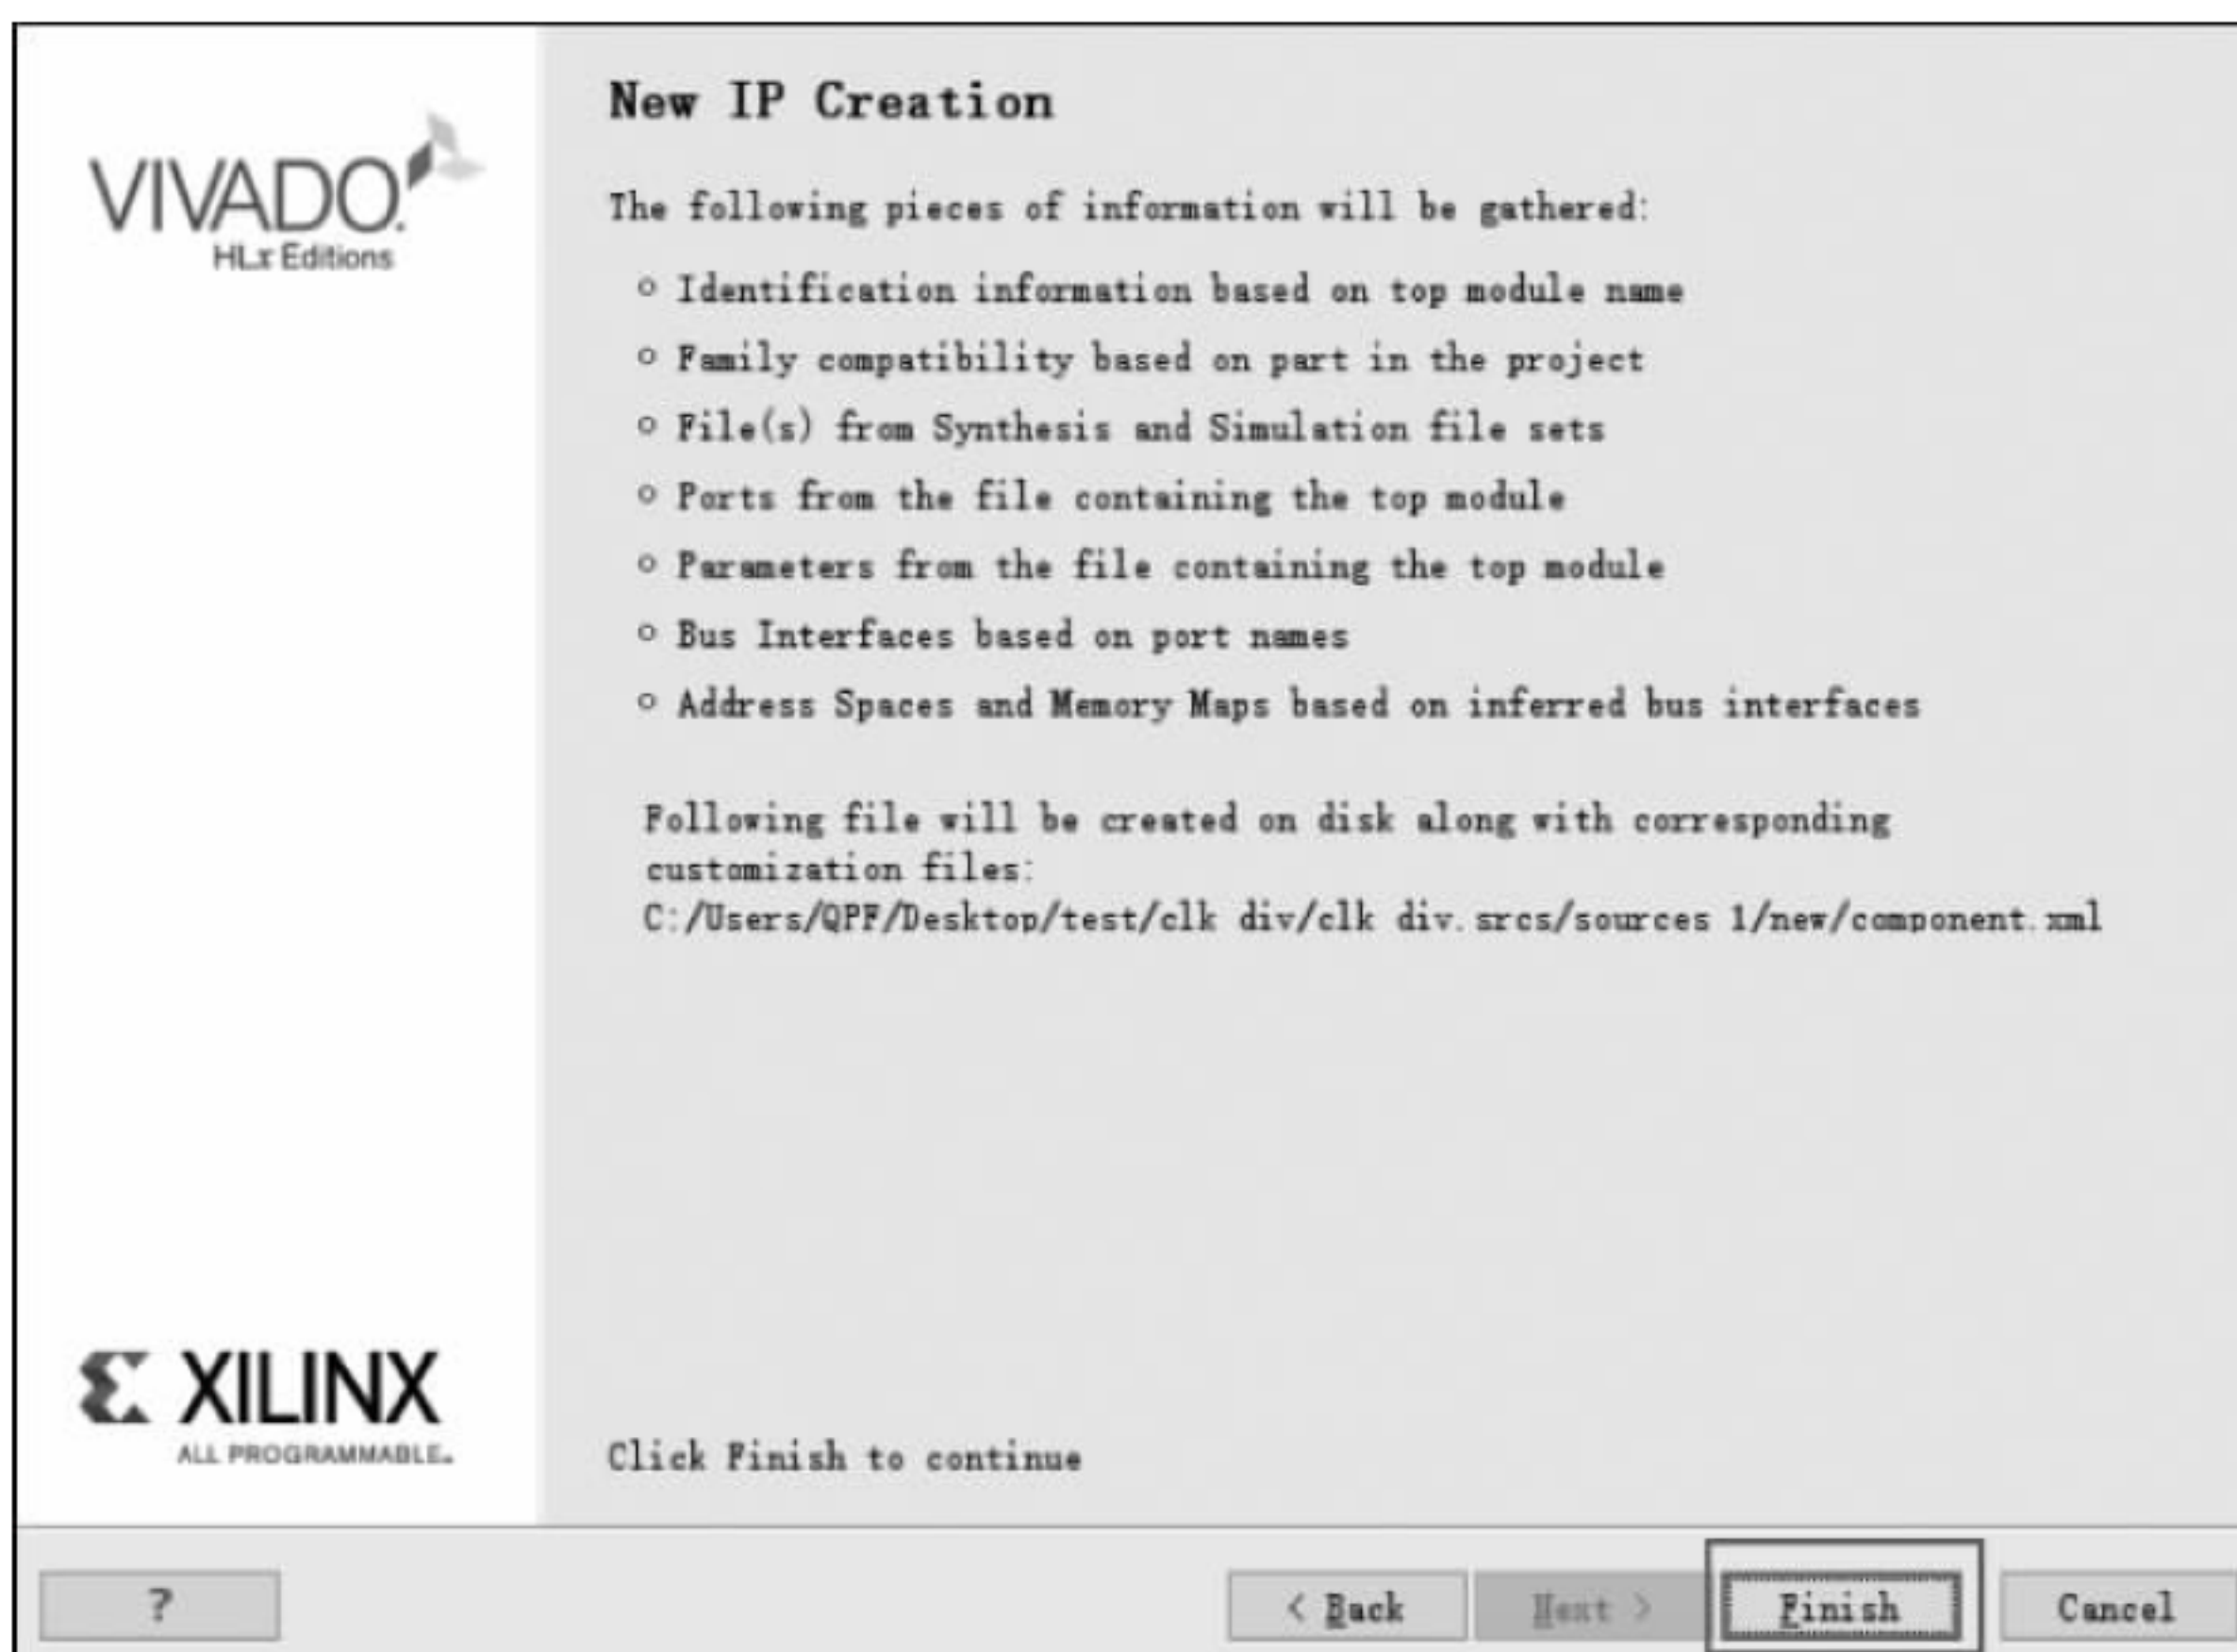 New IP Creation
VIVADO.
HLx Editions
The following pieces of information will be gathered:
Identification information based on top module name
Family compatibility based on part in the project
File(s) from Synthesis and Simulation file sets
Ports from the file containing the top module
Parameters from the file containing the top module
Bus Interfaces based on port names
Address Spaces and Memory Maps based on inferred bus interfaces
Following file will be created on disk along with corresponding
customization files:
C:/Users/QPF/Desktop/test/clk div/clk div.srcs/sources 1/new/component.xml
XILINX
ALL PROGRAMMABLE.
Click Finish to continue
?
< Back
Next >
Finish
Cancel